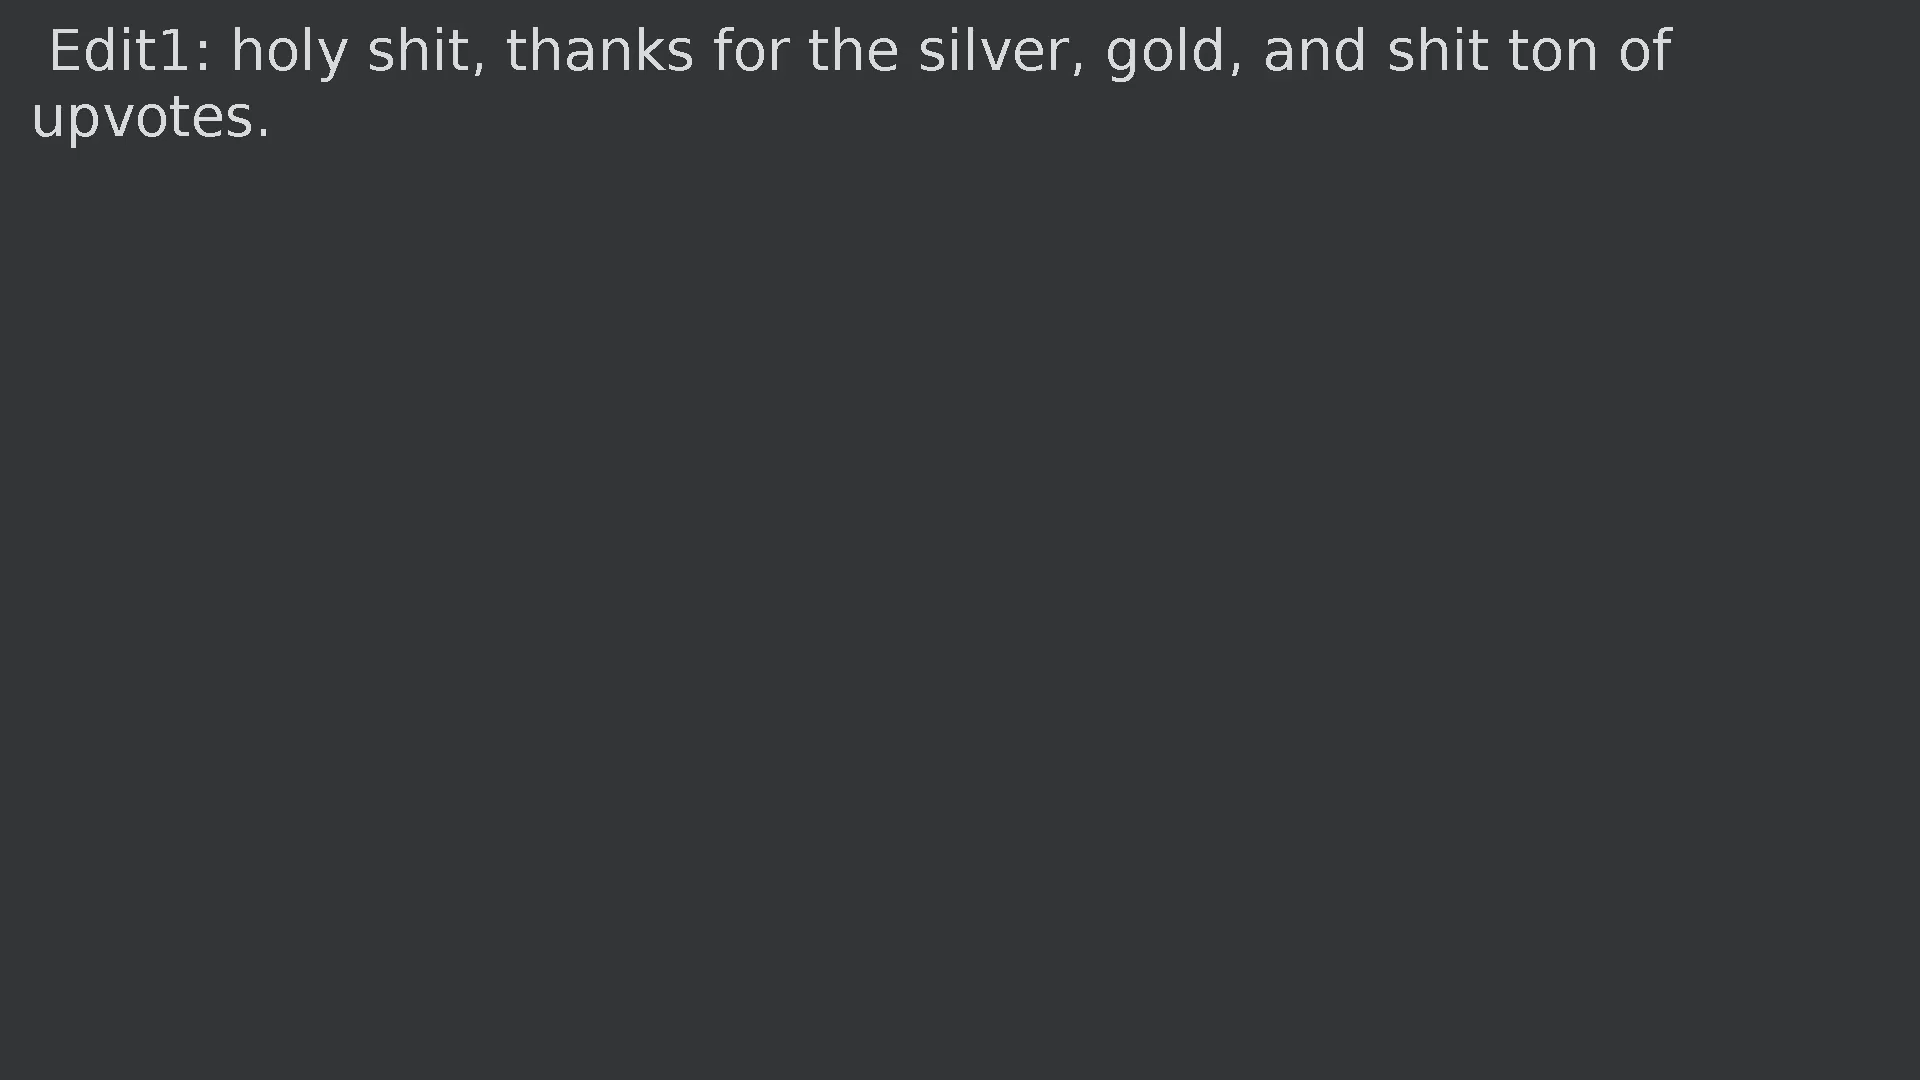 Edit1: holy shit, thanks for the silver, gold, and shit ton of
upvotes.